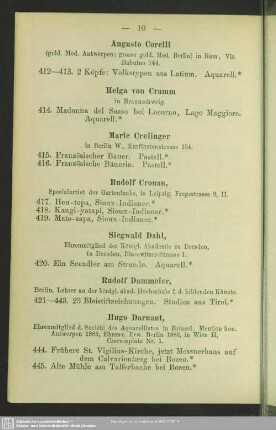 — 10 —
Augusto Corelli
(gold. Med. Antwerpen; grosse gold. Med. Berlin) in Rom, Via
Babuino 144.
412—413. 2 Köpfe: Volkstypen aus Latium. Aquarell.*
Helga von Cramm
in Braunschweig.
414. Madonna del Sasso bei Locarno, Lago Maggiore.
Aquarell.*
Marie Crelinger
in Berlin W., Kurfürstenstrasse 154.
415. Französischer Bauer. Pastell.*
416. Französische Bäuerin. Pastell.*
Rudolf Cronau,
Specialartist der Gartenlaube, in Leipzig, Fregestrasse 9, II.
417. Hou-topa, Sioux-Indianer.*
418. Kangi-yatapi, Sioux-Indianer.*
419. Mato-sapa, Sioux-Indianer.*
Siegwald Dahl,
Ehrenmitglied der Königl. Akademie zu Dresden,
in Dresden, Blasewitzer-Strasse 1.
420. Ein Seeadler am Strande. Aquarell.*
Rudolf Dammeier,
Berlin, Lehrer an der königl. akad. Hochschule f. d. bildenden Künste.
421—443. 23 Bleistiftzeichnungen. Studien aus Tirol.*
Hugo Darnaut,
Ehrenmitglied d. Société des Aquarellistes in Brüssel, Mention hon.
Antwerpen 1885, Ehrenv. Erw. Berlin 1886, in Wien II,
444. Frühere St. Vigilius-Kirche, jetzt Messnerhaus auf
dem Calvarienberg bei Bozen.*
445. Alte Mühle am Talferbache bei Bozen.*